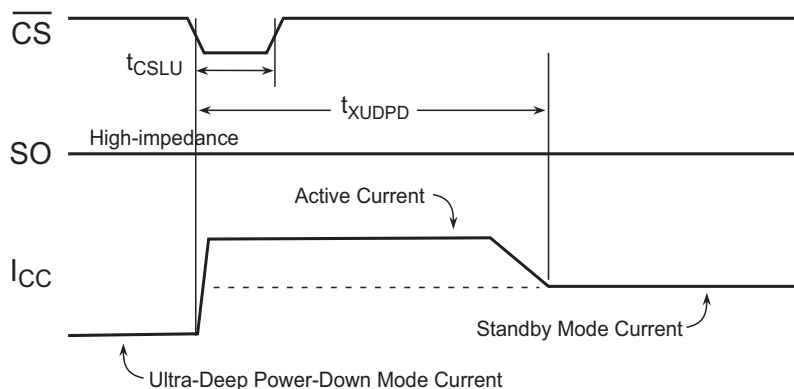 CS
tCSLU
tXUDPD
High-impedance
SO
Active Current
ICC
Standby Mode Current
Ultra-Deep Power-Down Mode Current